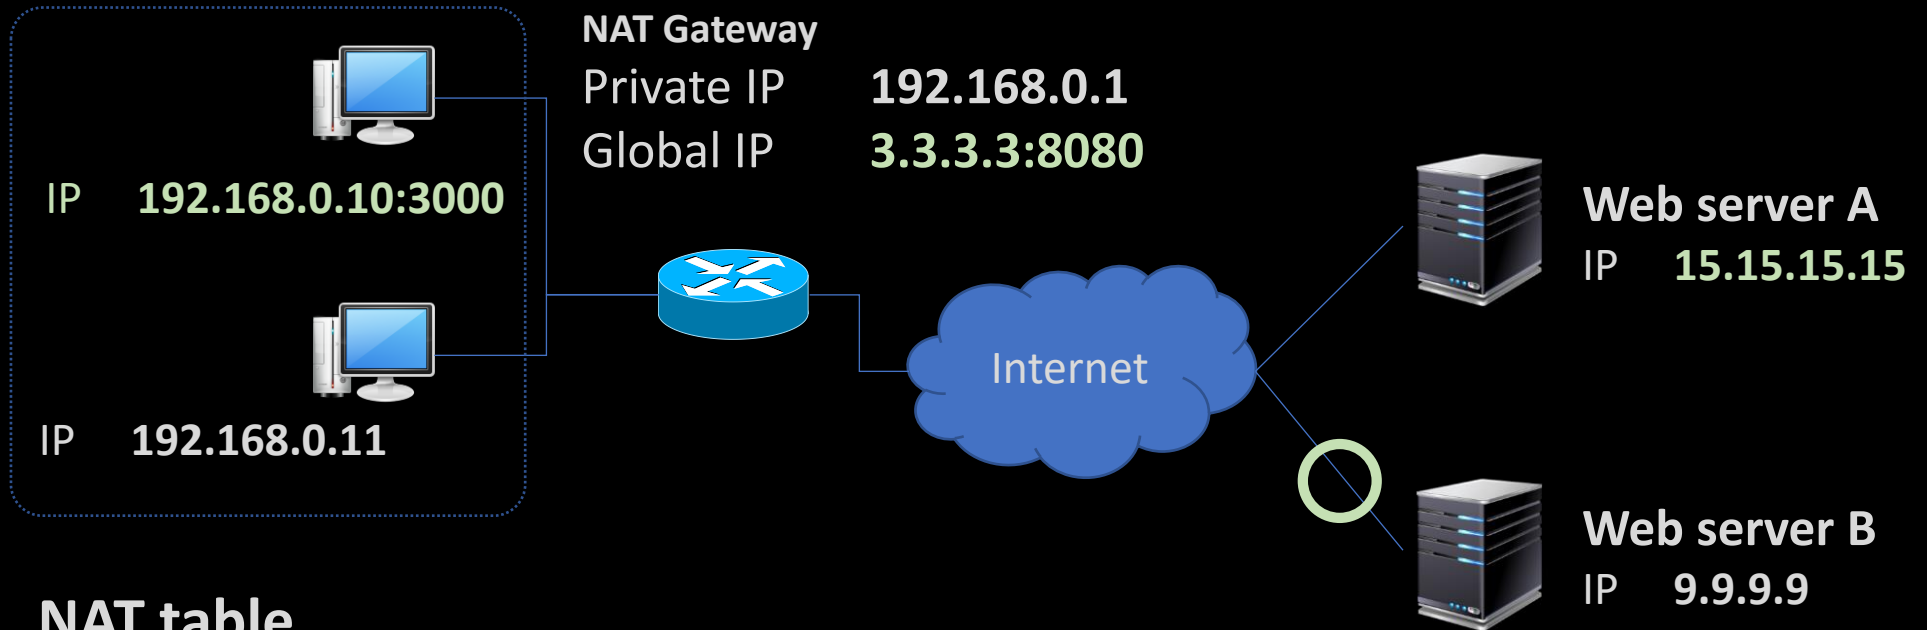 NAT Gateway
Private IP 192.168.0.1
Global IP 3.3.3.3:8080
IP 192.168.0.10:3000
IP 192.168.0.11
Internet
Web server A
IP 15.15.15.15
Web server B
IP 9.9.9.9
NAT table